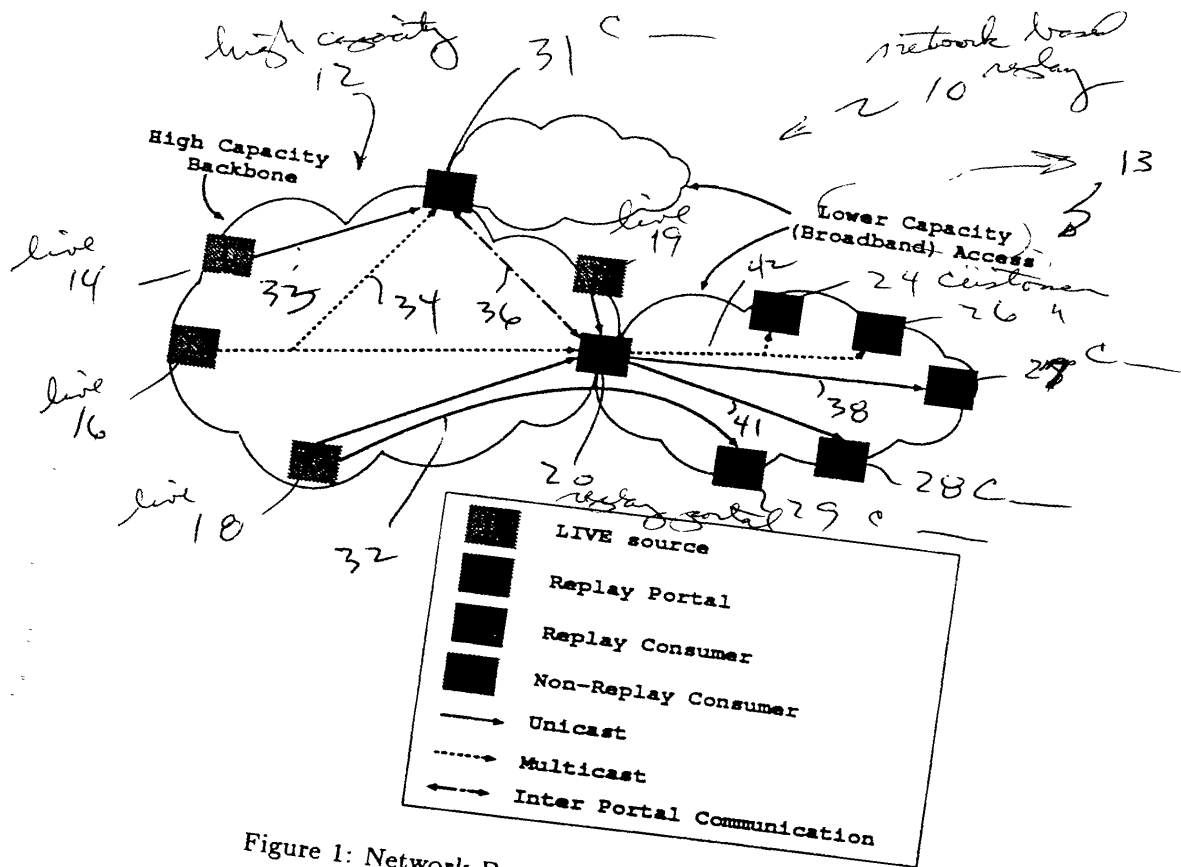 high capacity
12
31 C
network based
replay
10
High Capacity
Backbone
13
live
19
Lower Capacity
(Broadband) Access
live
14
33
34
36
42
24 customer
26 "
C
live
16
38
41
live
18
20
replay portal
28 C
29 C
32
LIVE source
Replay Portal
Replay Consumer
Non-Replay Consumer
Unicast
Multicast
Inter Portal Communication
Figure 1: Network